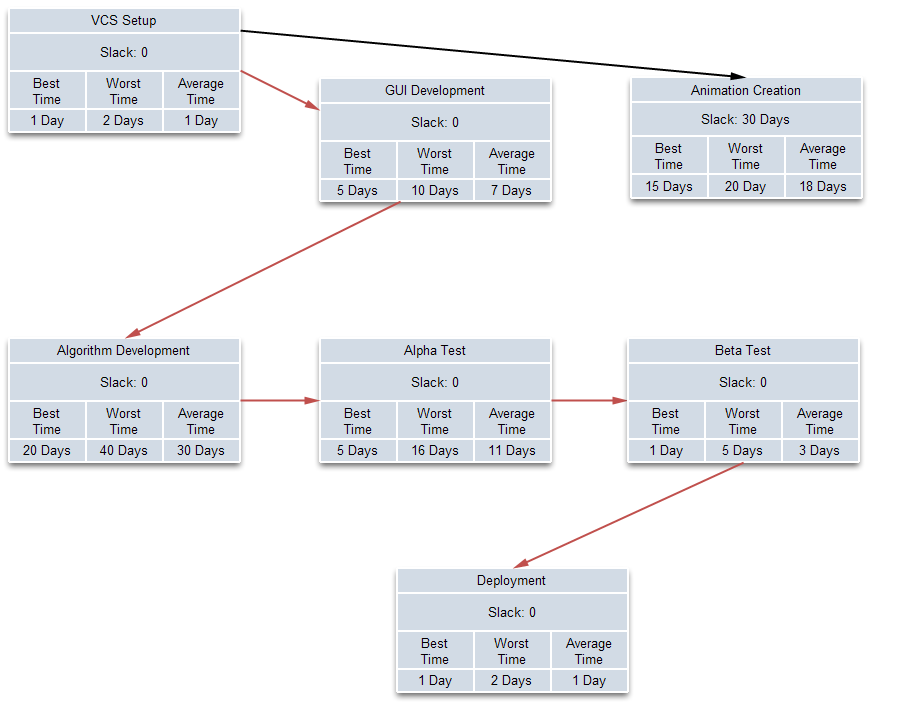 VCS Setup
Slack: 0
Best Time Worst Time Average Time
1 Day 2 Days 1 Day
GUI Development
Slack: 0
Best Time Worst Time Average Time
5 Days 10 Days 7 Days
Animation Creation
Slack: 30 Days
Best Time Worst Time Average Time
15 Days 20 Day 18 Days
Algorithm Development
Slack: 0
Best Time Worst Time Average Time
20 Days 40 Days 30 Days
Alpha Test
Slack: 0
Best Time Worst Time Average Time
5 Days 16 Days 11 Days
Beta Test
Slack: 0
Best Time Worst Time Average Time
1 Day 5 Days 3 Days
Deployment
Slack: 0
Best Time Worst Time Average Time
1 Day 2 Days 1 Day